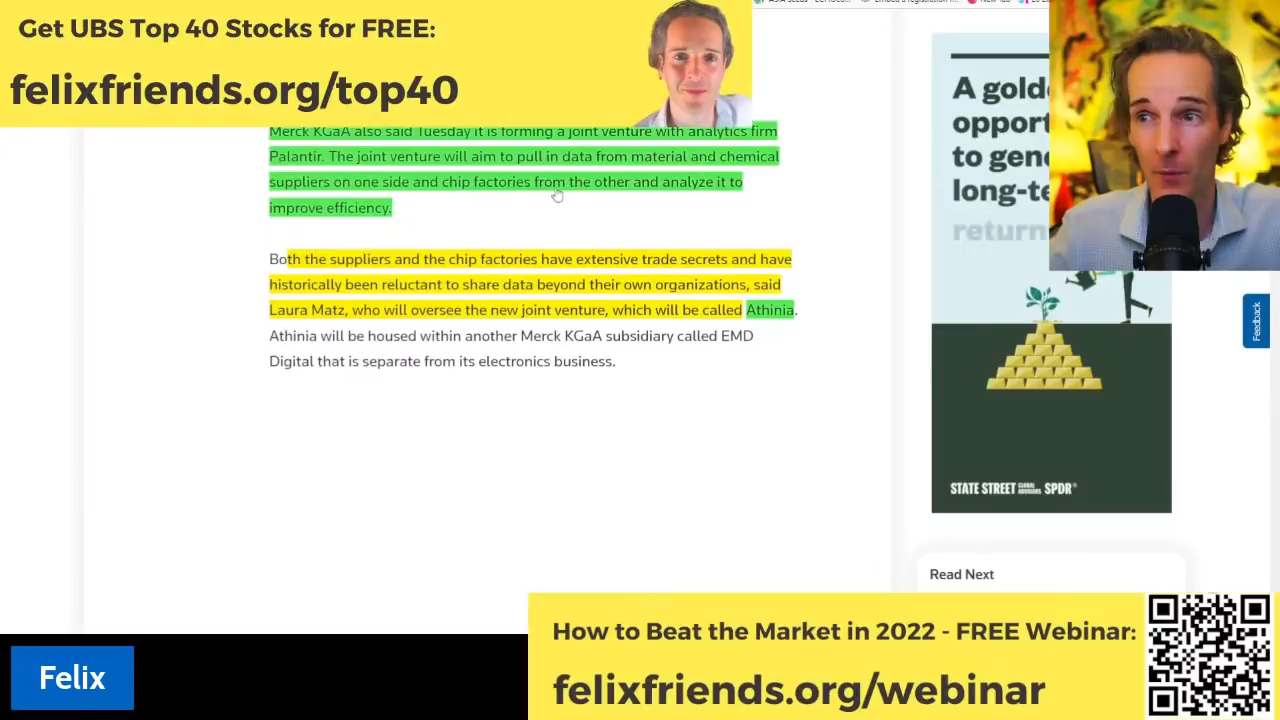 Get UBS Top 40 Stocks for FREE:
felixfriends.org/top40
Merck KGaA also said Tuesday it is forming a joint venture with analytics firm
Palantir. The joint venture will aim to pull in data from material and chemical
suppliers on one side and chip factories from the other and analyze it to
improve efficiency.
Both the suppliers and the chip factories have extensive trade secrets and have
historically been reluctant to share data beyond their own organizations, said
Laura Matz, who will oversee the new joint venture, which will be called Athinia.
Athinia will be housed within another Merck KGaA subsidiary called EMD
Digital that is separate from its electronics business.
A gold
opport
to gen
long-te
return
STATE STREET GLOBAL ADVISORS SPDR®
Feedback
Read Next
How to Beat the Market in 2022 - FREE Webinar:
felixfriends.org/webinar
Felix